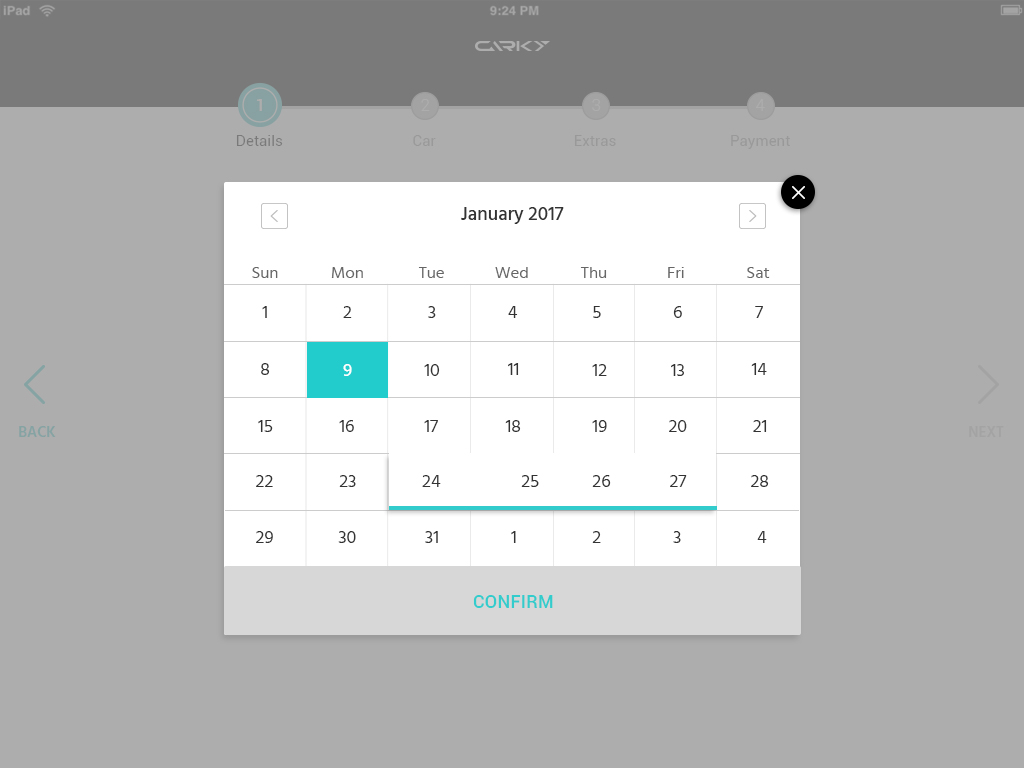 iPad 9:24 PM
CARKY
1 2 3 4
Details Car Extras Payment
January 2017
Sun Mon Tue Wed Thu Fri Sat
1 2 3 4 5 6 7
8 9 10 11 12 13 14
15 16 17 18 19 20 21
22 23 24 25 26 27 28
29 30 31 1 2 3 4
BACK NEXT
CONFIRM